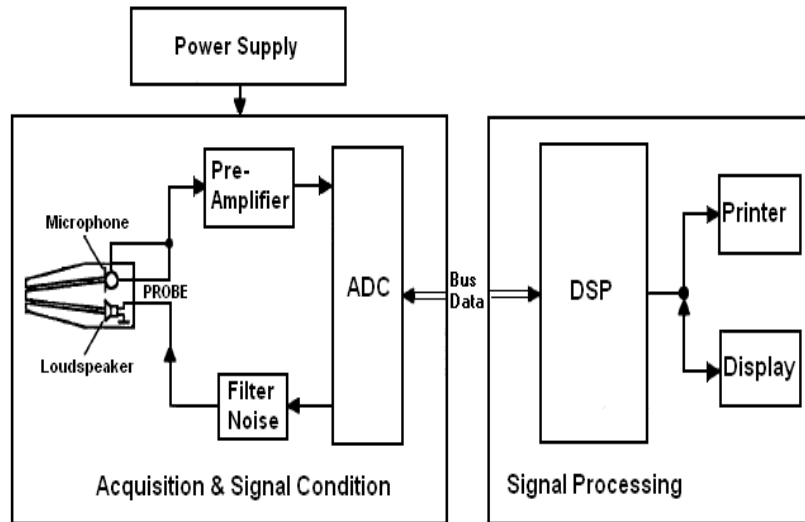 Power Supply
Pre-
Amplifier
Microphone
PROBE
Loudspeaker
Filter
Noise
ADC
Bus
Data
DSP
Printer
Display
Acquisition & Signal Condition
Signal Processing